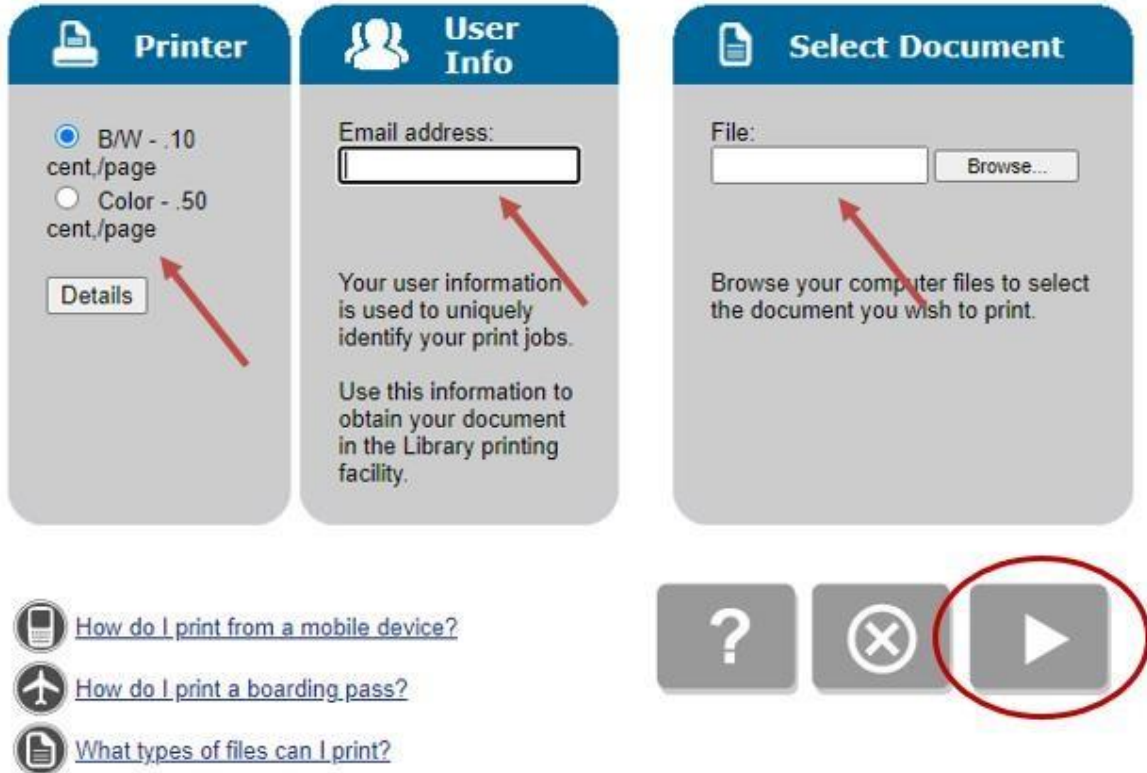 Printer
B/W - .10
cent,/page
Color - .50
cent,/page
Details
User
Info
Email address:
Your user information
is used to uniquely
identify your print jobs.
Use this information to
obtain your document
in the Library printing
facility.
Select Document
File:
Browse...
Browse your computer files to select
the document you wish to print.
How do I print from a mobile device?
How do I print a boarding pass?
What types of files can I print?
?